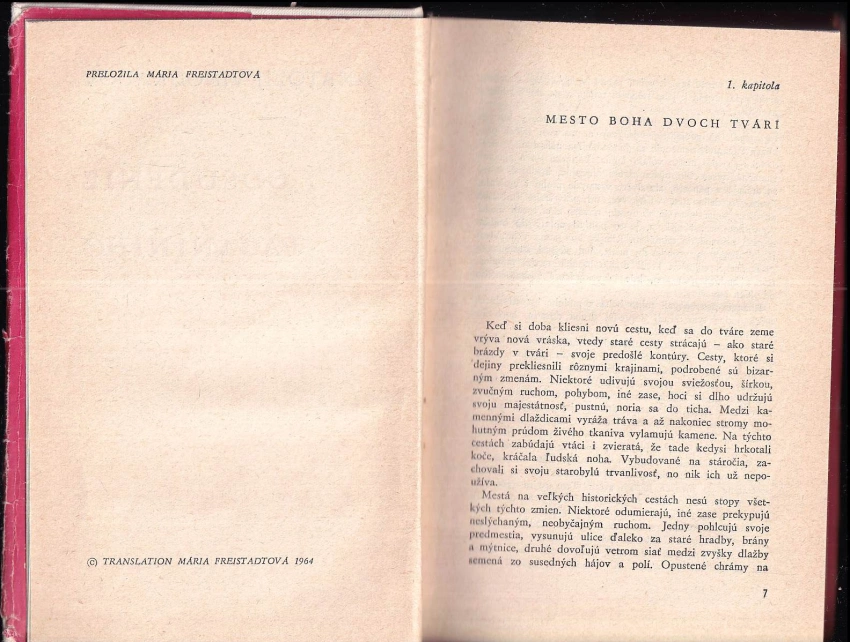 PRELOŽILA MÁRIA FREISTADTOVÁ
© TRANSLATION MÁRIA FREISTADTOVÁ 1964
1. kapitola
MESTO BOHA DVOCH TVÁRÍ
Keď si doba kliesni novú cestu, keď sa do tváre zeme
vrýva nová vráska, vtedy staré cesty strácajú – ako staré
brázdy v tvári – svoje predošlé kontúry. Cesty, ktoré si
dejiny prekliesnili rôznymi krajinami, podrobené sú bizar-
ným zmenám. Niektoré udivujú svojou sviežosťou, šírkou,
zvučným ruchom, pohybom, iné zase, hoci si dlho udržujú
svoju majestátnosť, pustnú, noria sa do ticha. Medzi ka-
mennými dlaždicami vyráža tráva a až nakoniec stromy mo-
hutným prúdom živého tkaniva vylamujú kamene. Na týchto
cestách zabúdajú vtáci i zvieratá, že tade kedysi hrkotali
koče, kráčala ľudská noha. Vybudované na stáročia, za-
chovali si svoju starobylú trvanlivosť, no nik ich už nepo-
užíva.
Mestá na veľkých historických cestách nesú stopy všet-
kých týchto zmien. Niektoré odumierajú, iné zase prekypujú
neslýchaným, neobyčajným ruchom. Jedny pohlcujú svoje
predmestia, vysunujú ulice ďaleko za staré hradby, brány
a mýtnice, druhé dovoľujú vetrom siať medzi zvyšky dlažby
semená zo susedných hájov a polí. Opustené chrámy na
7